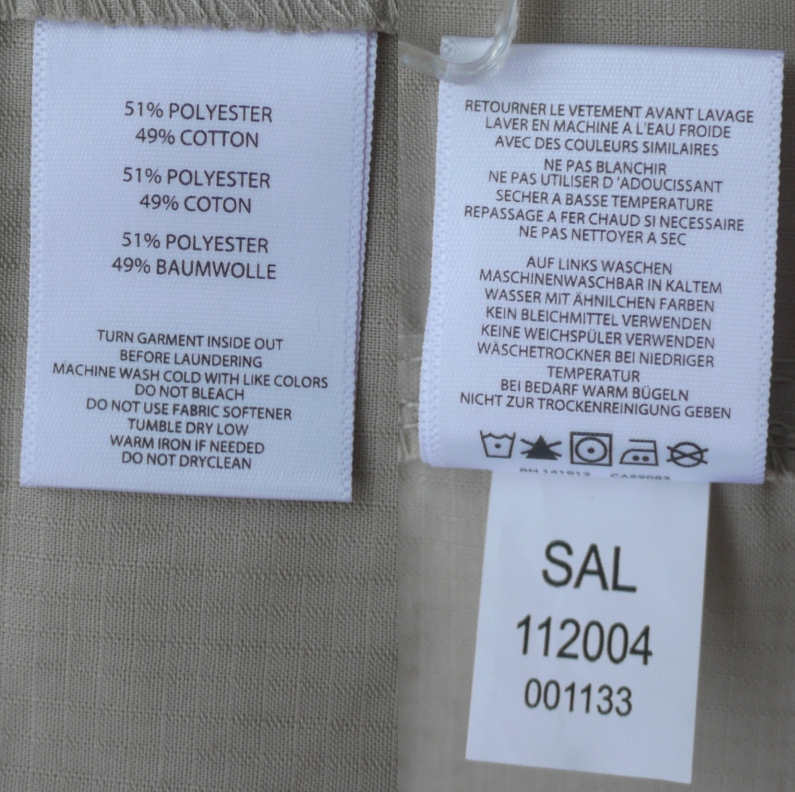 51% POLYESTER
49% COTTON
51% POLYESTER
49% COTON
51% POLYESTER
49% BAUMWOLLE
TURN GARMENT INSIDE OUT
BEFORE LAUNDERING
MACHINE WASH COLD WITH LIKE COLORS
DO NOT BLEACH
DO NOT USE FABRIC SOFTENER
TUMBLE DRY LOW
WARM IRON IF NEEDED
DO NOT DRYCLEAN
RETOURNER LE VETEMENT AVANT LAVAGE
LAVER EN MACHINE A L'EAU FROIDE
AVEC DES COULEURS SIMILAIRES
NE PAS BLANCHIR
NE PAS UTILISER D 'ADOUCISSANT
SECHER A BASSE TEMPERATURE
REPASSAGE A FER CHAUD SI NECESSAIRE
NE PAS NETTOYER A SEC
AUF LINKS WASCHEN
MASCHINENWASCHBAR IN KALTEM
WASSER MIT ÄHNILCHEN FARBEN
KEIN BLEICHMITTEL VERWENDEN
KEINE WEICHSPÜLER VERWENDEN
WÄSCHETROCKNER BEI NIEDRIGER
TEMPERATUR
BEI BEDARF WARM BÜGELN
NICHT ZUR TROCKENREINIGUNG GEBEN
SAL
112004
001133